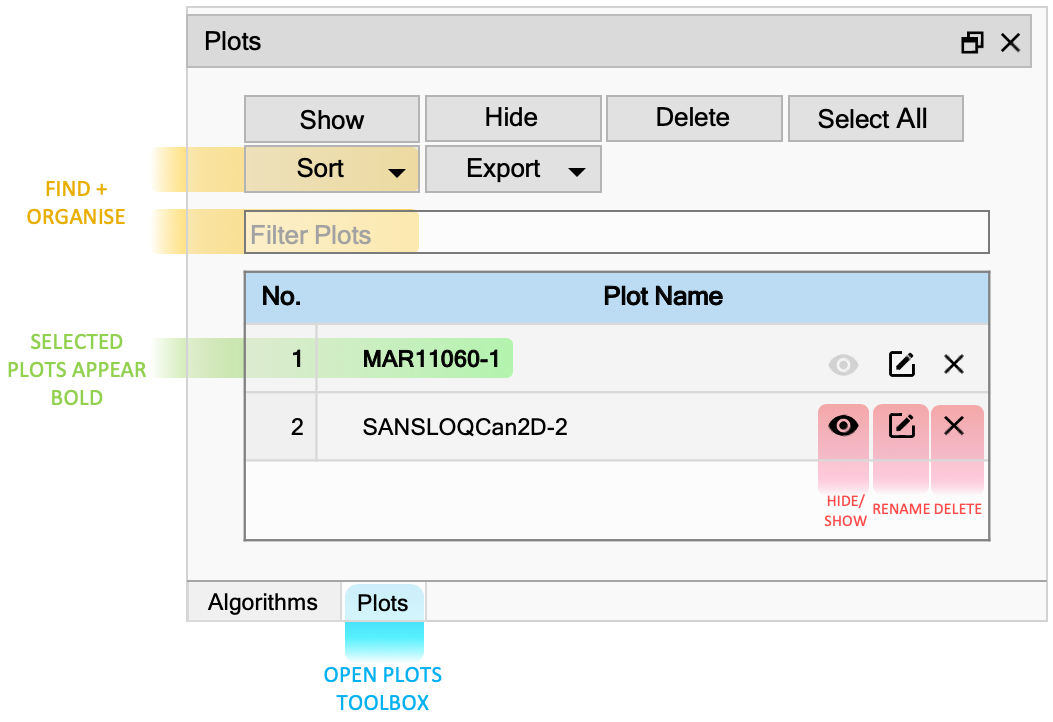 Plots
Show Hide Delete Select All
Sort Export
FIND +
ORGANISE
Filter Plots
No. Plot Name
SELECTED
PLOTS APPEAR
BOLD
1 MAR11060-1
2 SANSLOQCan2D-2
HIDE/
SHOW
RENAME
DELETE
Algorithms Plots
OPEN PLOTS
TOOLBOX